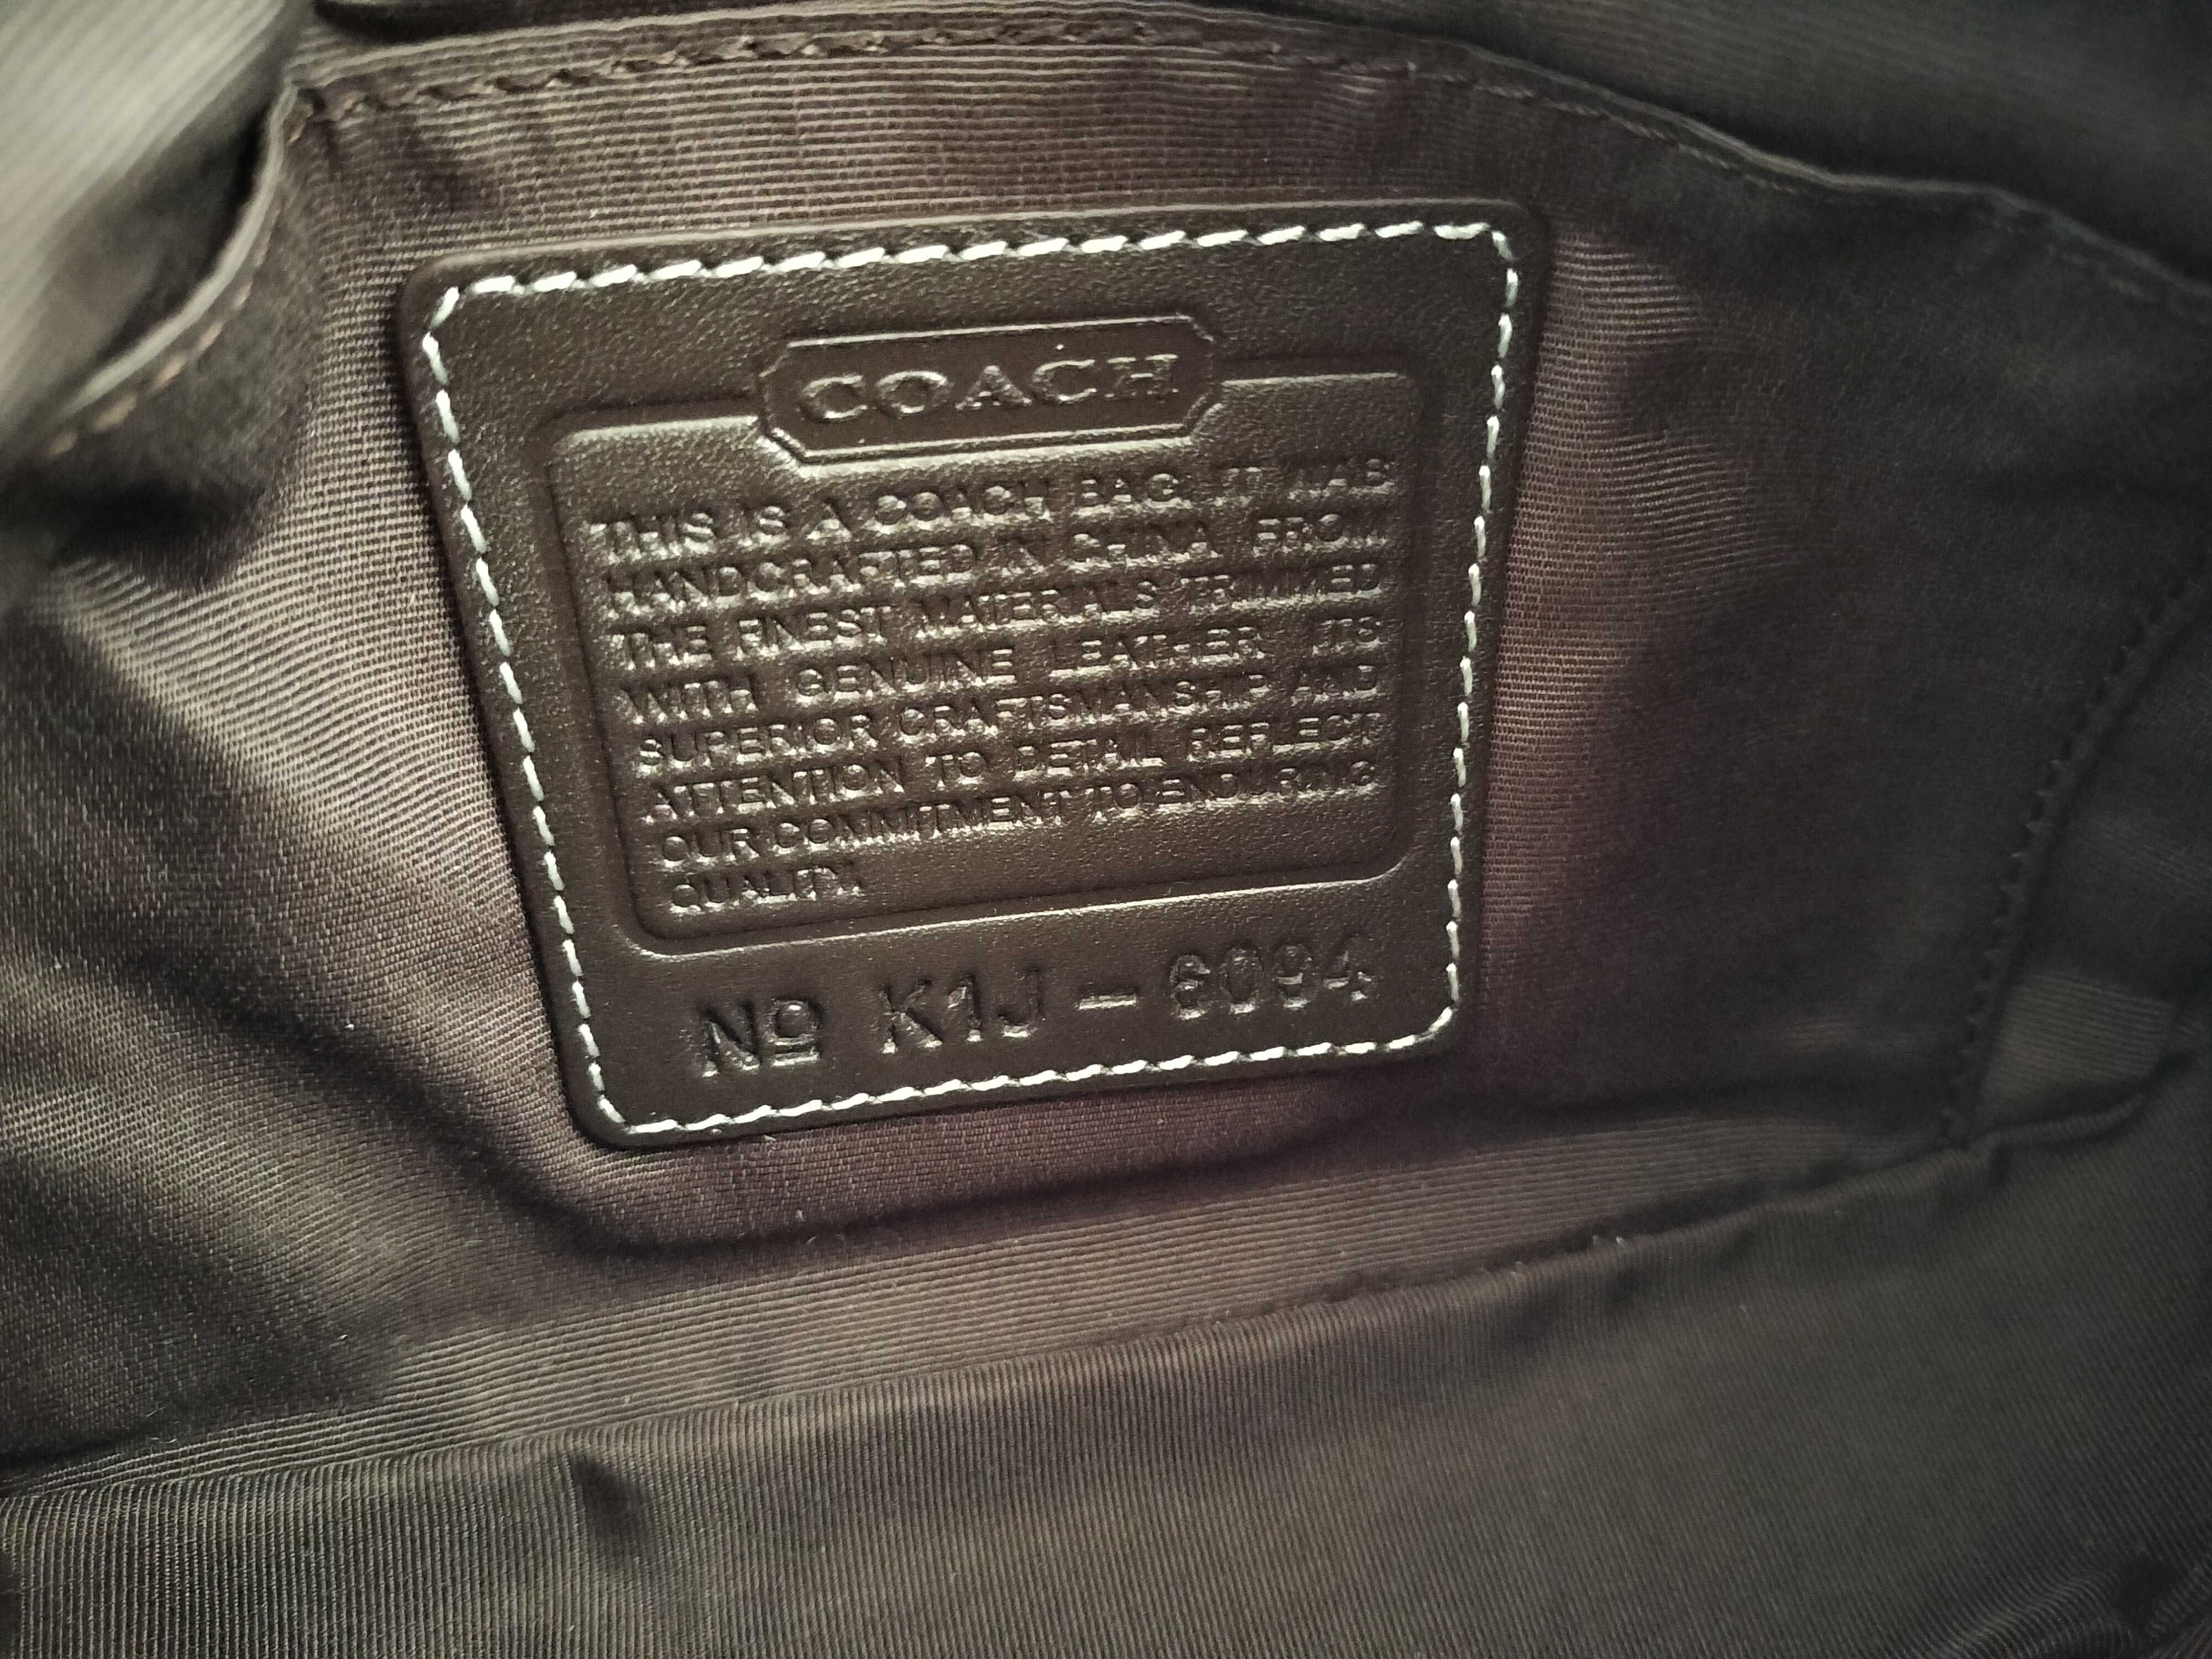 COACH
THIS IS A COACH BAG. IT WAS
HANDCRAFTED IN CHINA FROM
THE FINEST MATERIALS TRIMMED
WITH GENUINE LEATHER. ITS
SUPERIOR CRAFTSMANSHIP AND
ATTENTION TO DETAIL REFLECT
OUR COMMITMENT TO ENDURING
QUALITY.
Nº K1J-6094